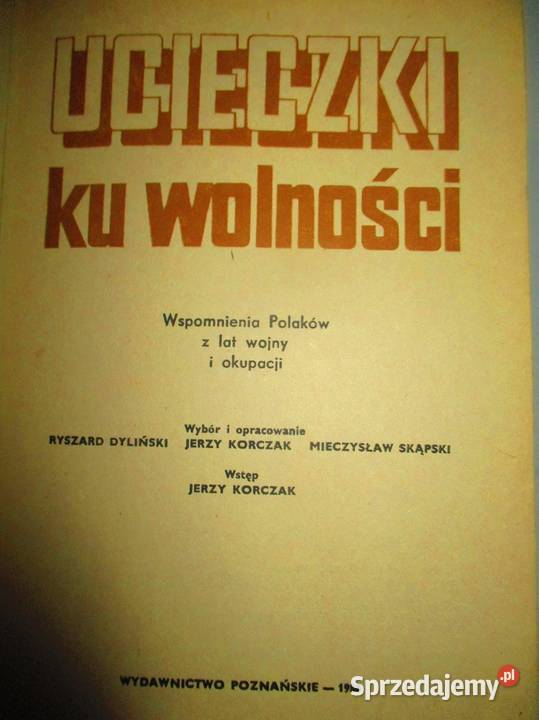 UCIECZKI
ku wolności
Wspomnienia Polaków
z lat wojny
i okupacji
Wybór i opracowanie
RYSZARD DYLIŃSKI JERZY KORCZAK MIECZYSŁAW SKĄPSKI
Wstęp
JERZY KORCZAK
WYDAWNICTWO POZNAŃSKIE —
Sprzedajemy.pl